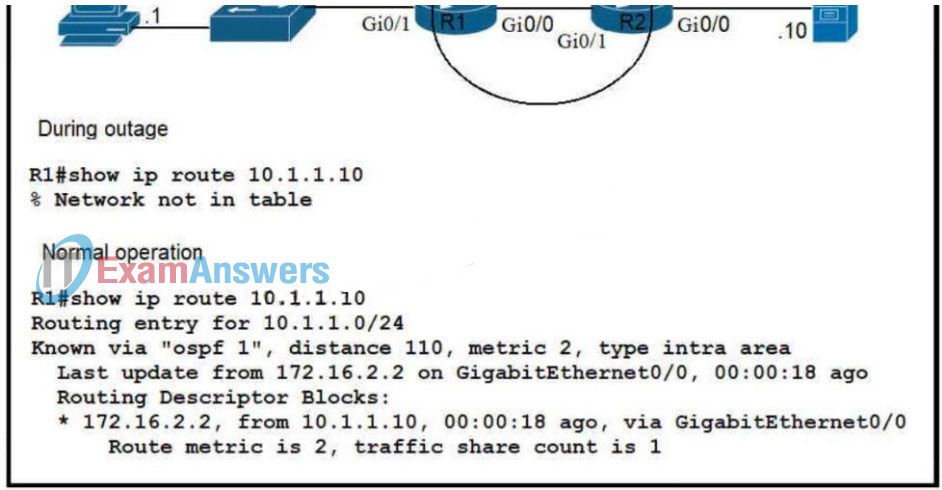 .1
Gi0/1
R1
Gi0/0
Gi0/1
R2
Gi0/0
.10
During outage
R1#show ip route 10.1.1.10
% Network not in table
Normal operation
ITExamAnswers
R1#show ip route 10.1.1.10
Routing entry for 10.1.1.0/24
Known via "ospf 1", distance 110, metric 2, type intra area
Last update from 172.16.2.2 on GigabitEthernet0/0, 00:00:18 ago
Routing Descriptor Blocks:
* 172.16.2.2, from 10.1.1.10, 00:00:18 ago, via GigabitEthernet0/0
Route metric is 2, traffic share count is 1